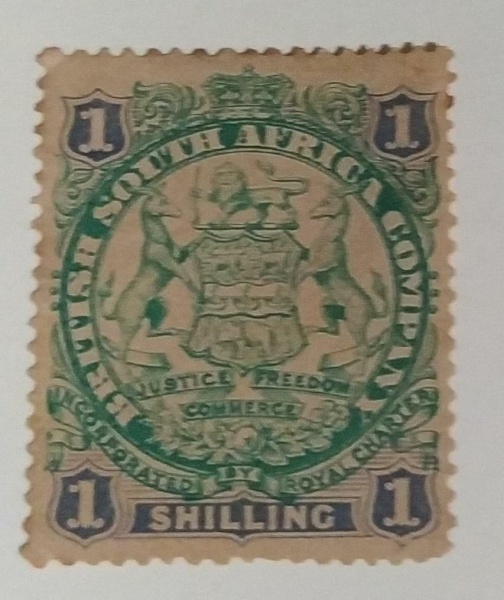 1 1
BRITISH SOUTH AFRICA COMPANY
JUSTICE FREEDOM
COMMERCE
INCORPORATED BY ROYAL CHARTER
1 SHILLING 1